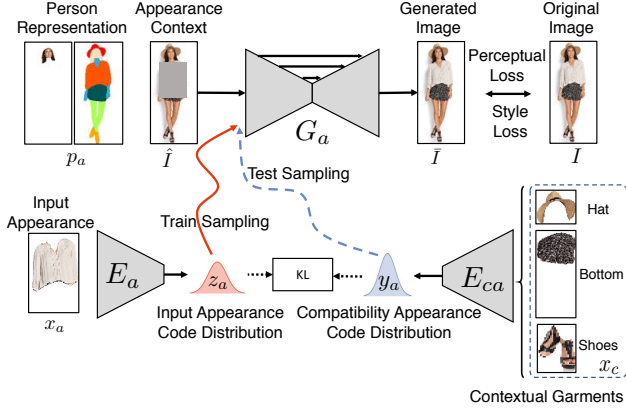 Person
Representation
Appearance
Context
Generated
Image
Original
Image
Perceptual
Loss
Style
Loss
G_a
p_a
Î
Ī
I
Test Sampling
Train Sampling
Input
Appearance
E_a
z_a
KL
y_a
E_{ca}
Hat
Bottom
Shoes
x_a
x_c
Input Appearance
Code Distribution
Compatibility Appearance
Code Distribution
Contextual Garments